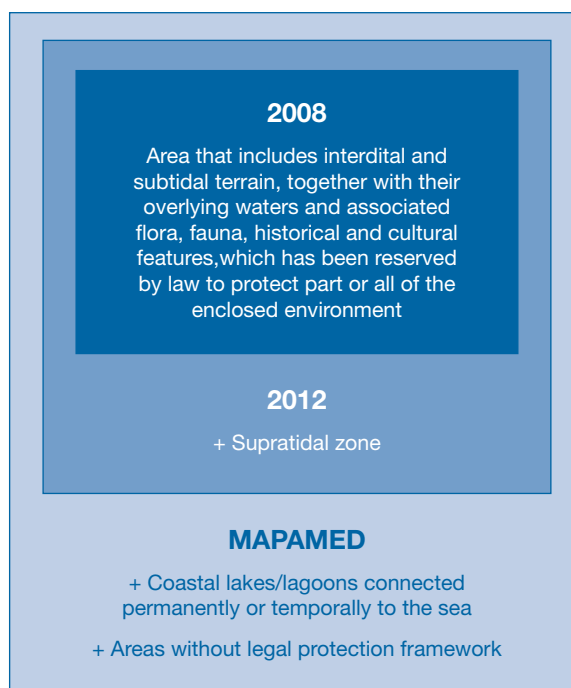 2008
Area that includes interdital and
subtidal terrain, together with their
overlying waters and associated
flora, fauna, historical and cultural
features,which has been reserved
by law to protect part or all of the
enclosed environment
2012
+ Supratidal zone
MAPAMED
+ Coastal lakes/lagoons connected
permanently or temporally to the sea
+ Areas without legal protection framework